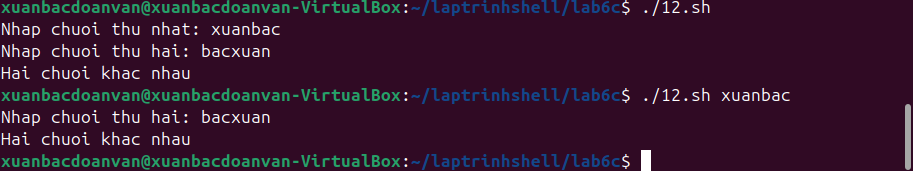 xuanbacdoanvan@xuanbacdoanvan-VirtualBox:~/laptrinhshell/lab6c$ ./12.sh
Nhap chuoi thu nhat: xuanbac
Nhap chuoi thu hai: bacxuan
Hai chuoi khac nhau
xuanbacdoanvan@xuanbacdoanvan-VirtualBox:~/laptrinhshell/lab6c$ ./12.sh xuanbac
Nhap chuoi thu hai: bacxuan
Hai chuoi khac nhau
xuanbacdoanvan@xuanbacdoanvan-VirtualBox:~/laptrinhshell/lab6c$